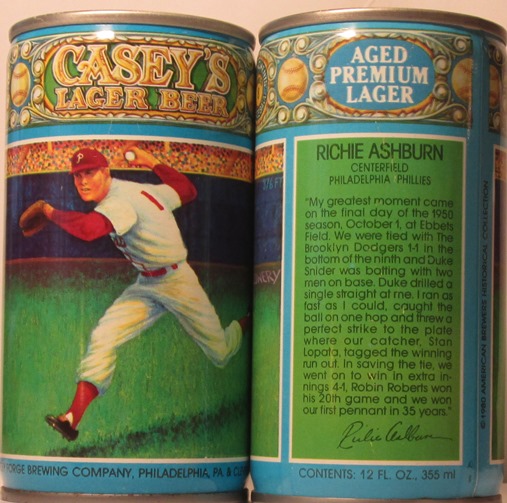 CASEY'S
LAGER BEER
P
1
FORGE BREWING COMPANY, PHILADELPHIA, PA. &
AGED
PREMIUM
LAGER
RICHIE ASHBURN
CENTERFIELD
PHILADELPHIA PHILLIES
"My greatest moment came
on the final day of the 1950
season, October 1, at Ebbets
Field. We were tied with The
Brooklyn Dodgers 1-1 in the
bottom of the ninth and Duke
Snider was batting with two
men on base. Duke drilled a
single straight at me. I ran as
fast as I could, caught the
ball on one hop and threw a
perfect strike to the plate
where our catcher, Stan
Lopata, tagged the winning
run out. In saving the tie, we
went on to win in extra in-
nings 4-1, Robin Roberts won
his 20th game and we won
our first pennant in 35 years."
Richie Ashburn
CONTENTS: 12 FL. OZ., 355 ml
© 1980 AMERICAN BREWERS HISTORICAL COLLECTION